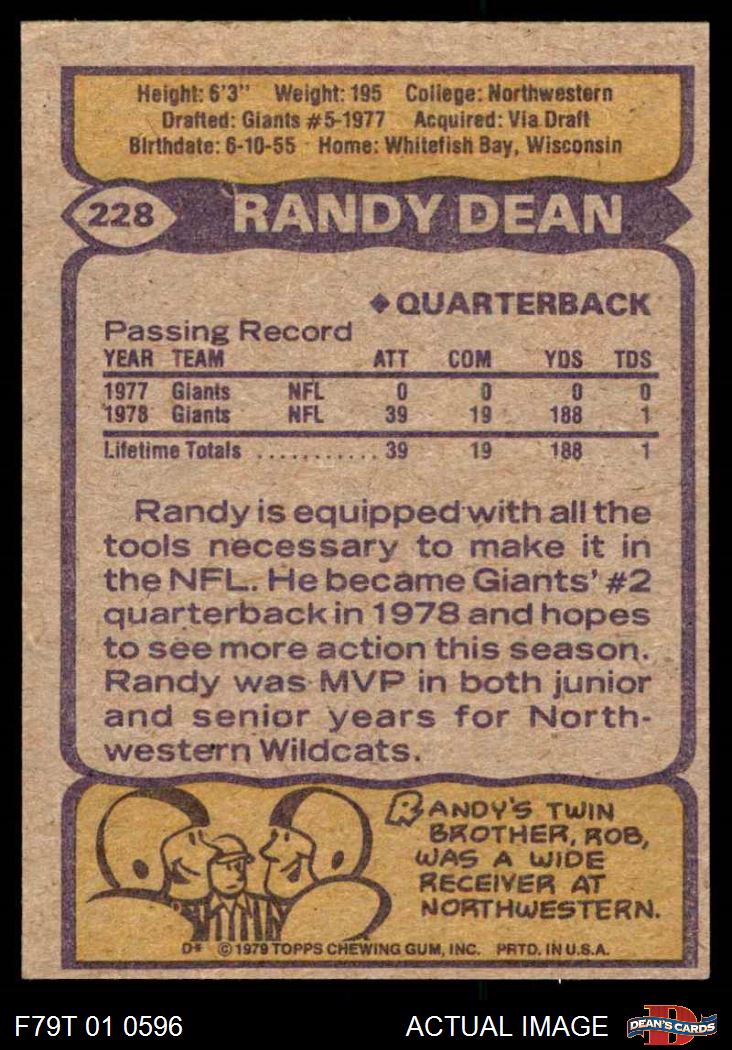 Height: 6'3" Weight: 195 College: Northwestern
Drafted: Giants #5-1977 Acquired: Via Draft
Birthdate: 6-10-55 Home: Whitefish Bay, Wisconsin
228 RANDY DEAN
◆ QUARTERBACK
Passing Record
YEAR TEAM ATT COM YDS TDS
1977 Giants NFL 0 0 0 0
1978 Giants NFL 39 19 188 1
Lifetime Totals ........... 39 19 188 1
Randy is equipped with all the
tools necessary to make it in
the NFL. He became Giants' #2
quarterback in 1978 and hopes
to see more action this season.
Randy was MVP in both junior
and senior years for North-
western Wildcats.
RANDY'S TWIN
BROTHER, ROB,
WAS A WIDE
RECEIVER AT
NORTHWESTERN.
D* © 1979 TOPPS CHEWING GUM, INC. PRTD. IN U.S.A.
F79T 01 0596 ACTUAL IMAGE D DEAN'S CARDS